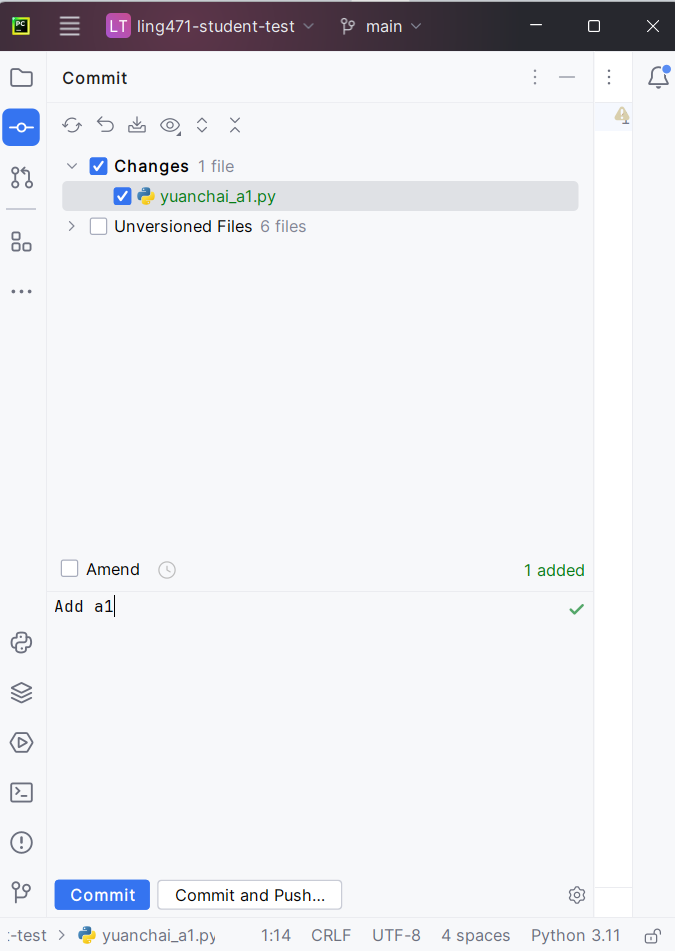 PC
LT ling471-student-test main
Commit
Changes 1 file
yuanchai_a1.py
Unversioned Files 6 files
Amend
1 added
Add a1
Commit Commit and Push...
-test yuanchai_a1.py 1:14 CRLF UTF-8 4 spaces Python 3.11